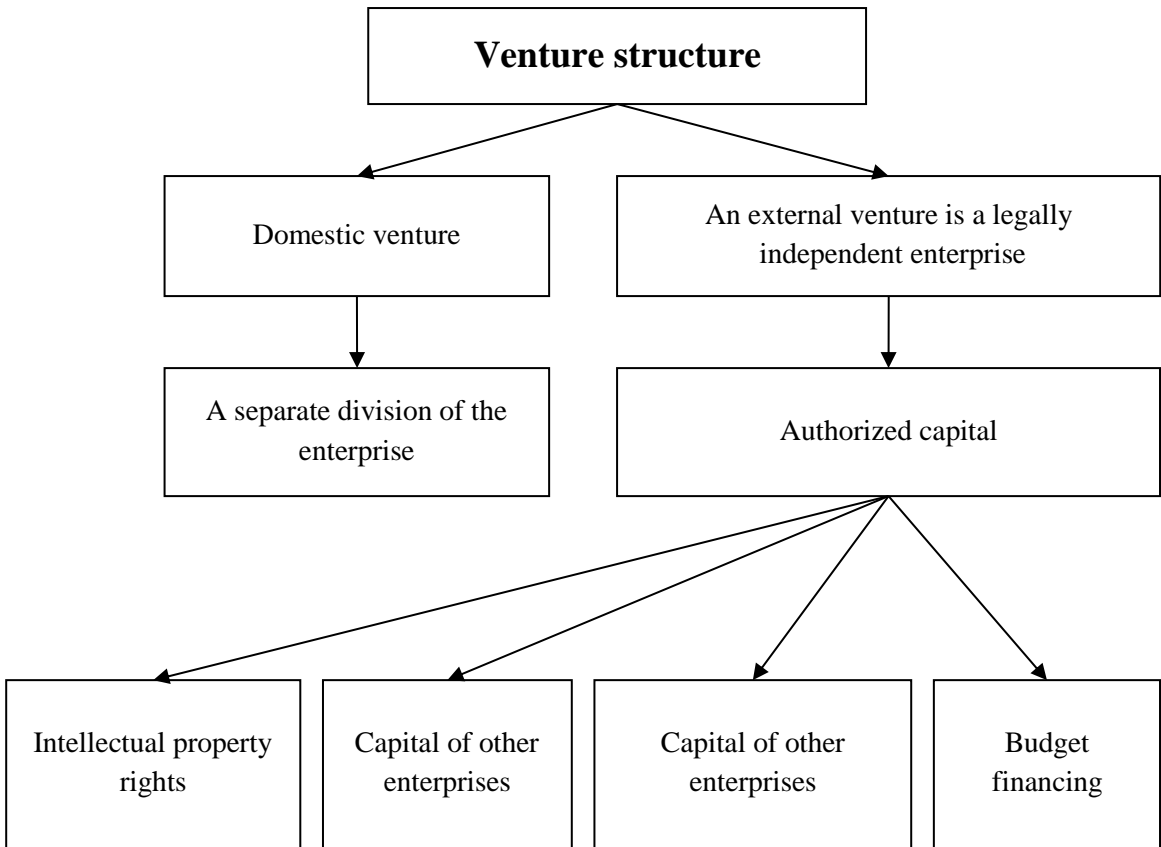 Venture structure
Domestic venture
An external venture is a legally
independent enterprise
A separate division of the
enterprise
Authorized capital
Intellectual property
rights
Capital of other
enterprises
Capital of other
enterprises
Budget
financing